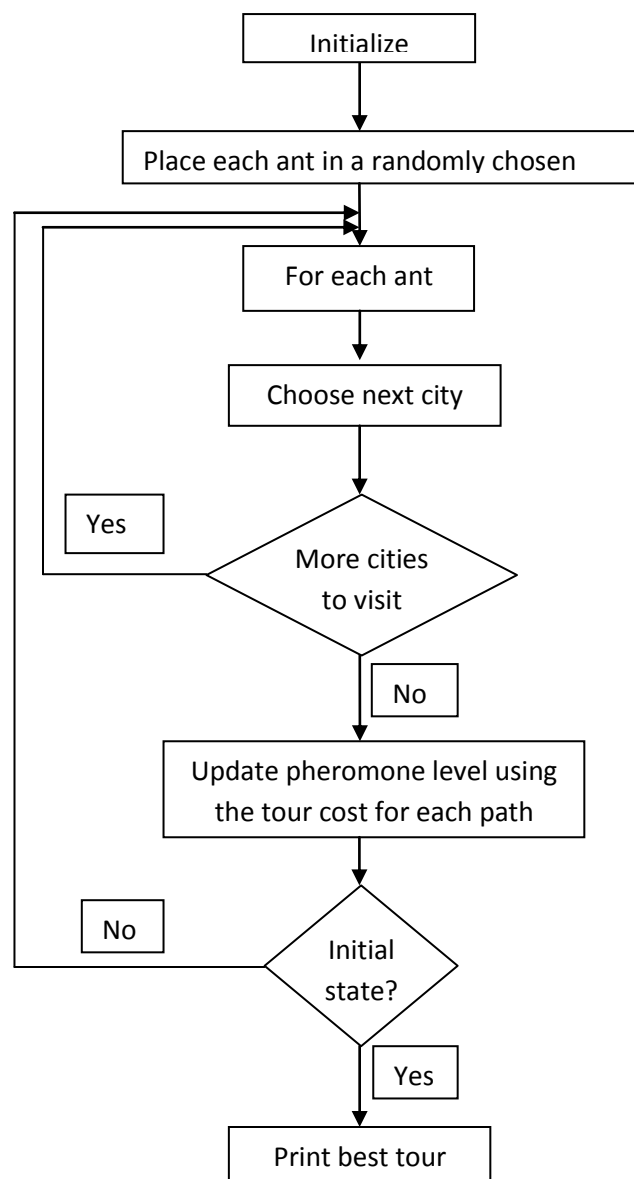 Initialize
Place each ant in a randomly chosen
For each ant
Choose next city
Yes
More cities
to visit
No
Update pheromone level using
the tour cost for each path
No
Initial
state?
Yes
Print best tour